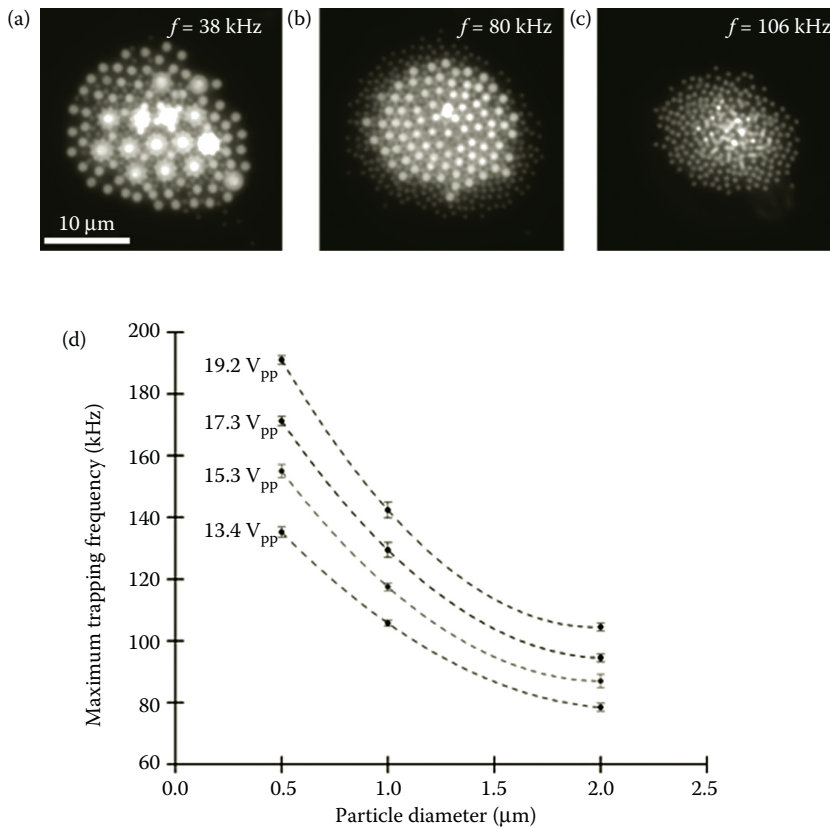 (a)
f = 38 kHz
10 μm
(b)
f = 80 kHz
(c)
f = 106 kHz
(d)
Maximum trapping frequency (kHz)
200
180
160
140
120
100
80
60
19.2 Vpp
17.3 Vpp
15.3 Vpp
13.4 Vpp
0.0 0.5 1.0 1.5 2.0 2.5
Particle diameter (μm)